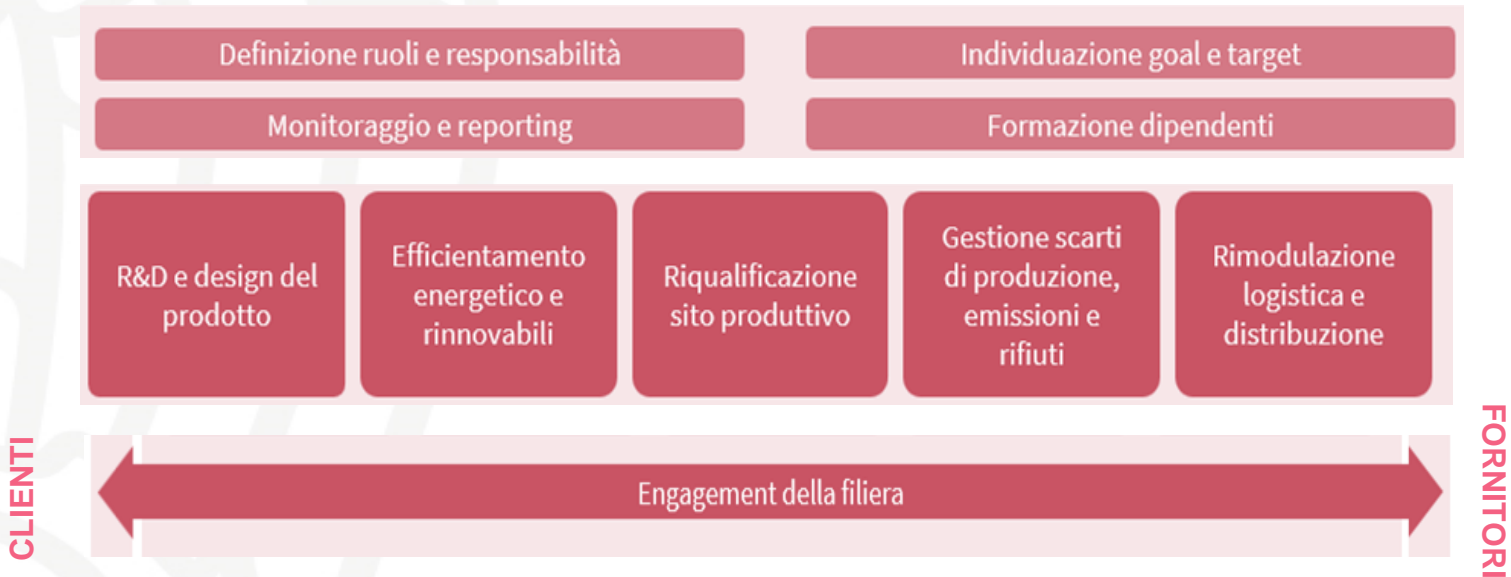 Definizione ruoli e responsabilità
Individuazione goal e target
Monitoraggio e reporting
Formazione dipendenti
R&D e design del
prodotto
Efficientamento
energetico e
rinnovabili
Riqualificazione
sito produttivo
Gestione scarti
di produzione,
emissioni e
rifiuti
Rimodulazione
logistica e
distribuzione
CLIENTI
Engagement della filiera
FORNITORI